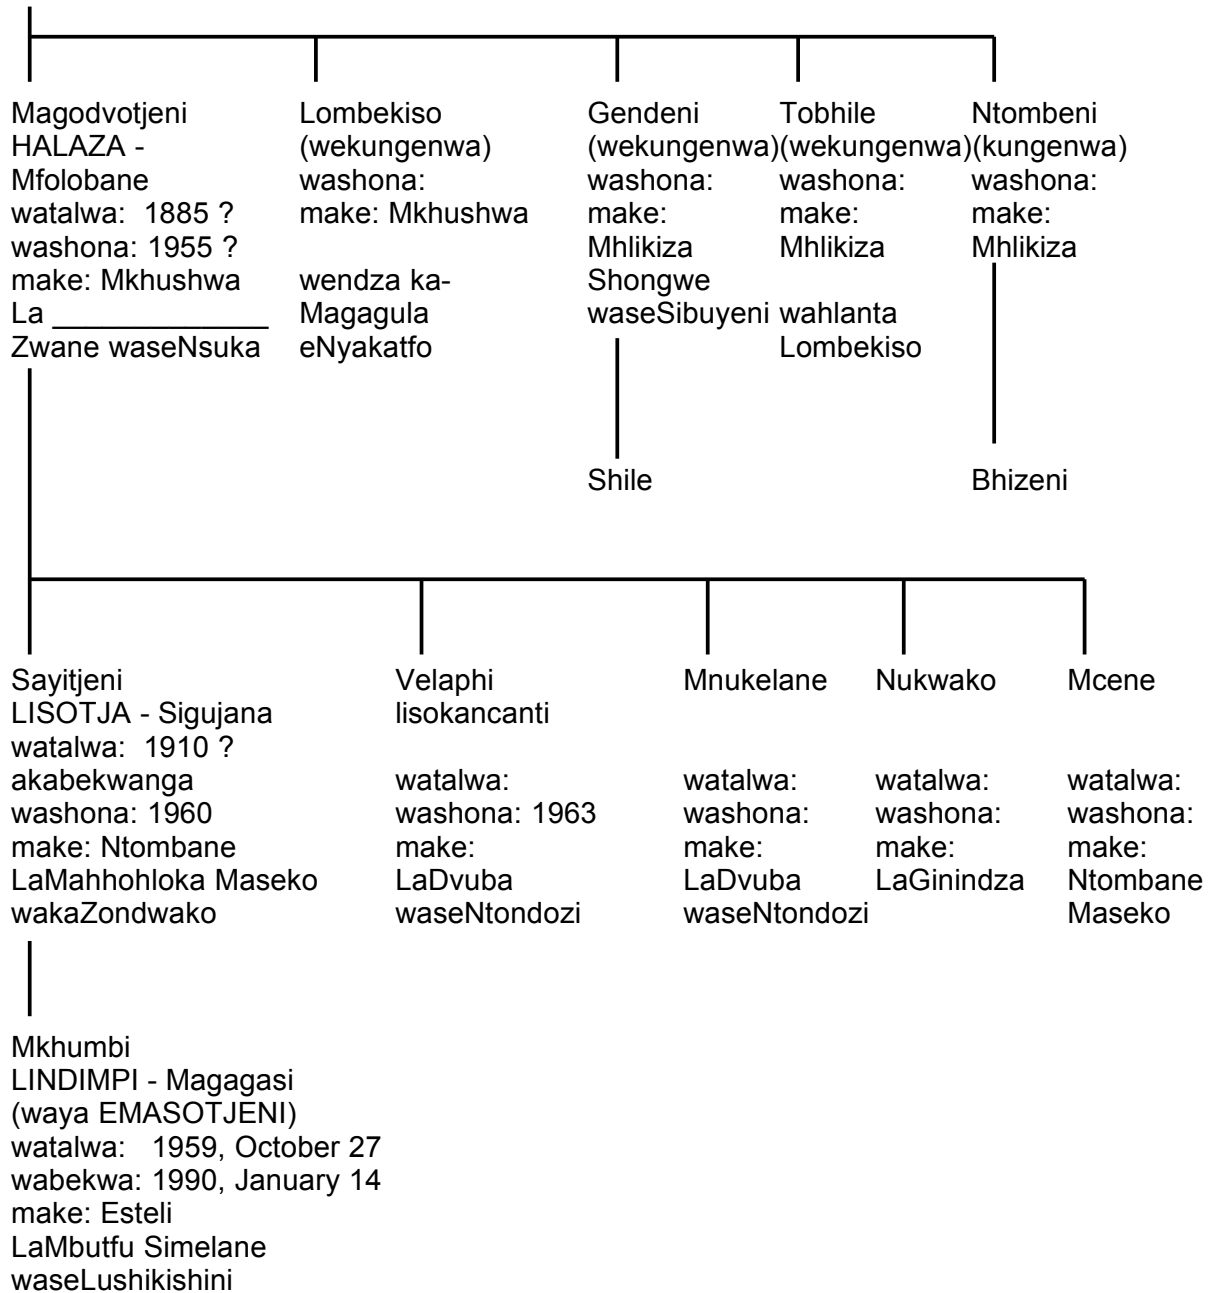 Magodvotjeni
HALAZA -
Mfolobane
watalwa: 1885 ?
washona: 1955 ?
make: Mkhushwa
La ______________
Zwane waseNsuka
Lombekiso
(wekungenwa)
washona:
make: Mkhushwa
wendza ka-
Magagula
eNyakatfo
Gendeni
(wekungenwa)
washona:
make:
Mhlikiza
Shongwe
waseSibuyeni
Tobhile
(wekungenwa)
washona:
make:
Mhlikiza
wahlanta
Lombekiso
Ntombeni
(kungenwa)
washona:
make:
Mhlikiza
Shile
Bhizeni
Sayitjeni
LISOTJA - Sigujana
watalwa: 1910 ?
akabekwanga
washona: 1960
make: Ntombane
LaMahhohloka Maseko
wakaZondwako
Velaphi
lisokancanti
watalwa:
washona: 1963
make:
LaDvuba
waseNtondozi
Mnukelane
watalwa:
washona:
make:
LaDvuba
waseNtondozi
Nukwako
watalwa:
washona:
make:
LaGinindza
Mcene
watalwa:
washona:
make:
Ntombane
Maseko
Mkhumbi
LINDIMPI - Magagasi
(waya EMASOTJENI)
watalwa: 1959, October 27
wabekwa: 1990, January 14
make: Esteli
LaMbutfu Simelane
waseLushikishini